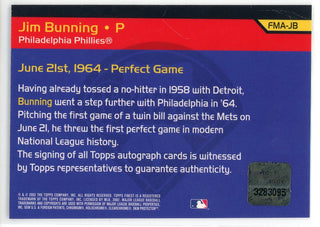 Jim Bunning • P
FMA-JB
Philadelphia Phillies®
June 21st, 1964 - Perfect Game
Having already tossed a no-hitter in 1958 with Detroit,
Bunning went a step further with Philadelphia in '64.
Pitching the first game of a twin bill against the Mets on
June 21, he threw the first perfect game in modern
National League history.
The signing of all Topps autograph cards is witnessed
by Topps representatives to guarantee authenticity.
3283095